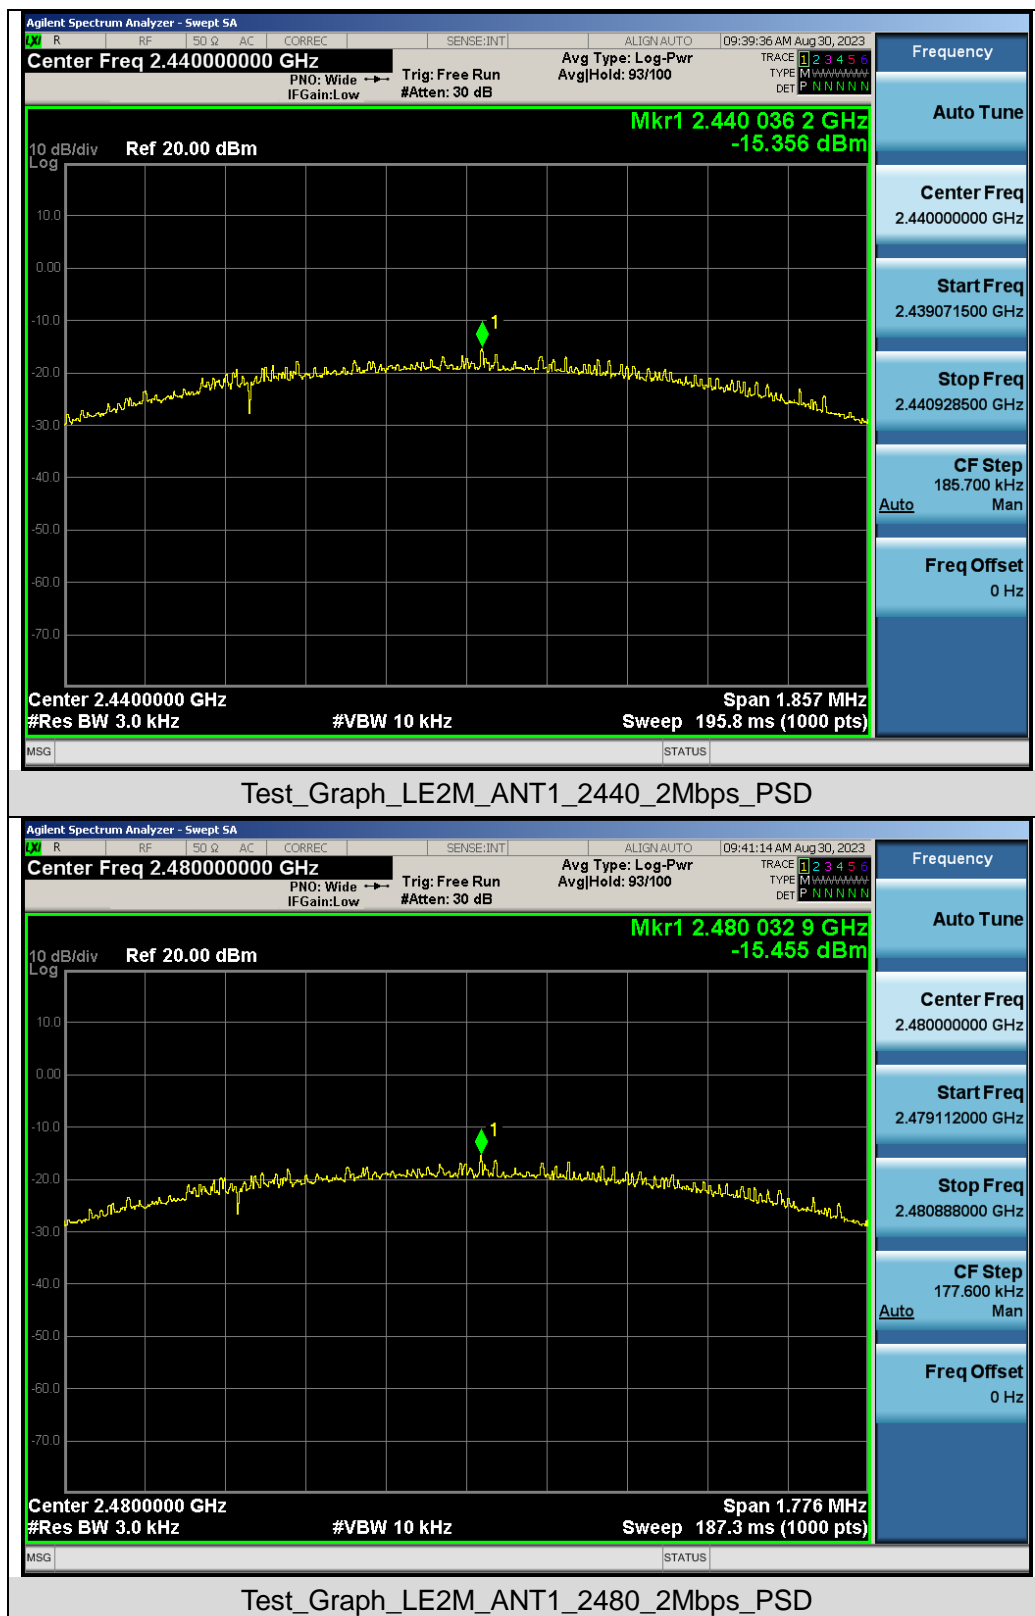 Agilent Spectrum Analyzer - Swept SA
LXI R RF 50 Ω AC CORREC SENSE:INT ALIGN AUTO 09:39:36 AM Aug 30, 2023
Center Freq 2.440000000 GHz
PNO: Wide
IFGain:Low
Trig: Free Run
#Atten: 30 dB
Avg Type: Log-Pwr
Avg|Hold: 93/100
TRACE 1 2 3 4 5 6
TYPE M
DET P N N N N N
Mkr1 2.440 036 2 GHz
-15.356 dBm
10 dB/div Ref 20.00 dBm
Log
10.0
0.00
-10.0
-20.0
-30.0
-40.0
-50.0
-60.0
-70.0
1
Center 2.4400000 GHz Span 1.857 MHz
#Res BW 3.0 kHz #VBW 10 kHz Sweep 195.8 ms (1000 pts)
MSG STATUS
Frequency
Auto Tune
Center Freq
2.440000000 GHz
Start Freq
2.439071500 GHz
Stop Freq
2.440928500 GHz
CF Step
185.700 kHz
Auto Man
Freq Offset
0 Hz
Test_Graph_LE2M_ANT1_2440_2Mbps_PSD
Agilent Spectrum Analyzer - Swept SA
LXI R RF 50 Ω AC CORREC SENSE:INT ALIGN AUTO 09:41:14 AM Aug 30, 2023
Center Freq 2.480000000 GHz
PNO: Wide
IFGain:Low
Trig: Free Run
#Atten: 30 dB
Avg Type: Log-Pwr
Avg|Hold: 93/100
TRACE 1 2 3 4 5 6
TYPE M
DET P N N N N N
Mkr1 2.480 032 9 GHz
-15.455 dBm
10 dB/div Ref 20.00 dBm
Log
10.0
0.00
-10.0
-20.0
-30.0
-40.0
-50.0
-60.0
-70.0
1
Center 2.4800000 GHz Span 1.776 MHz
#Res BW 3.0 kHz #VBW 10 kHz Sweep 187.3 ms (1000 pts)
MSG STATUS
Frequency
Auto Tune
Center Freq
2.480000000 GHz
Start Freq
2.479112000 GHz
Stop Freq
2.480888000 GHz
CF Step
177.600 kHz
Auto Man
Freq Offset
0 Hz
Test_Graph_LE2M_ANT1_2480_2Mbps_PSD